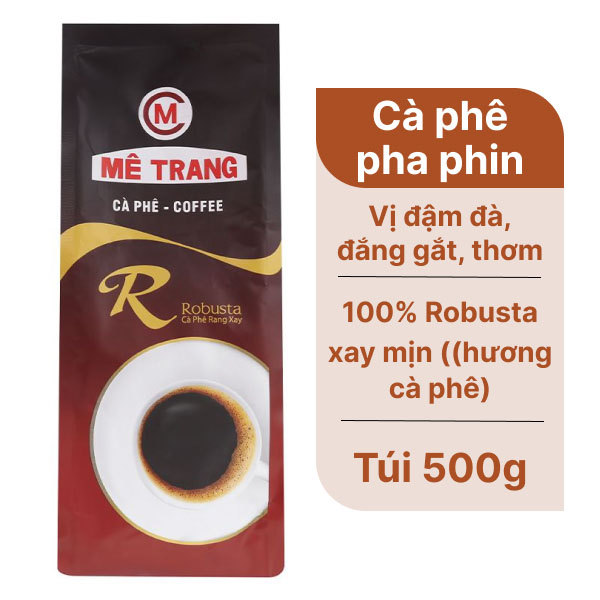 MC
MÊ TRANG
CÀ PHÊ - COFFEE
R
Robusta
Cà Phê Rang Xay
Cà phê
pha phin
Vị đậm đà,
đắng gắt, thơm
100% Robusta
xay mịn ((hương
cà phê)
Túi 500g